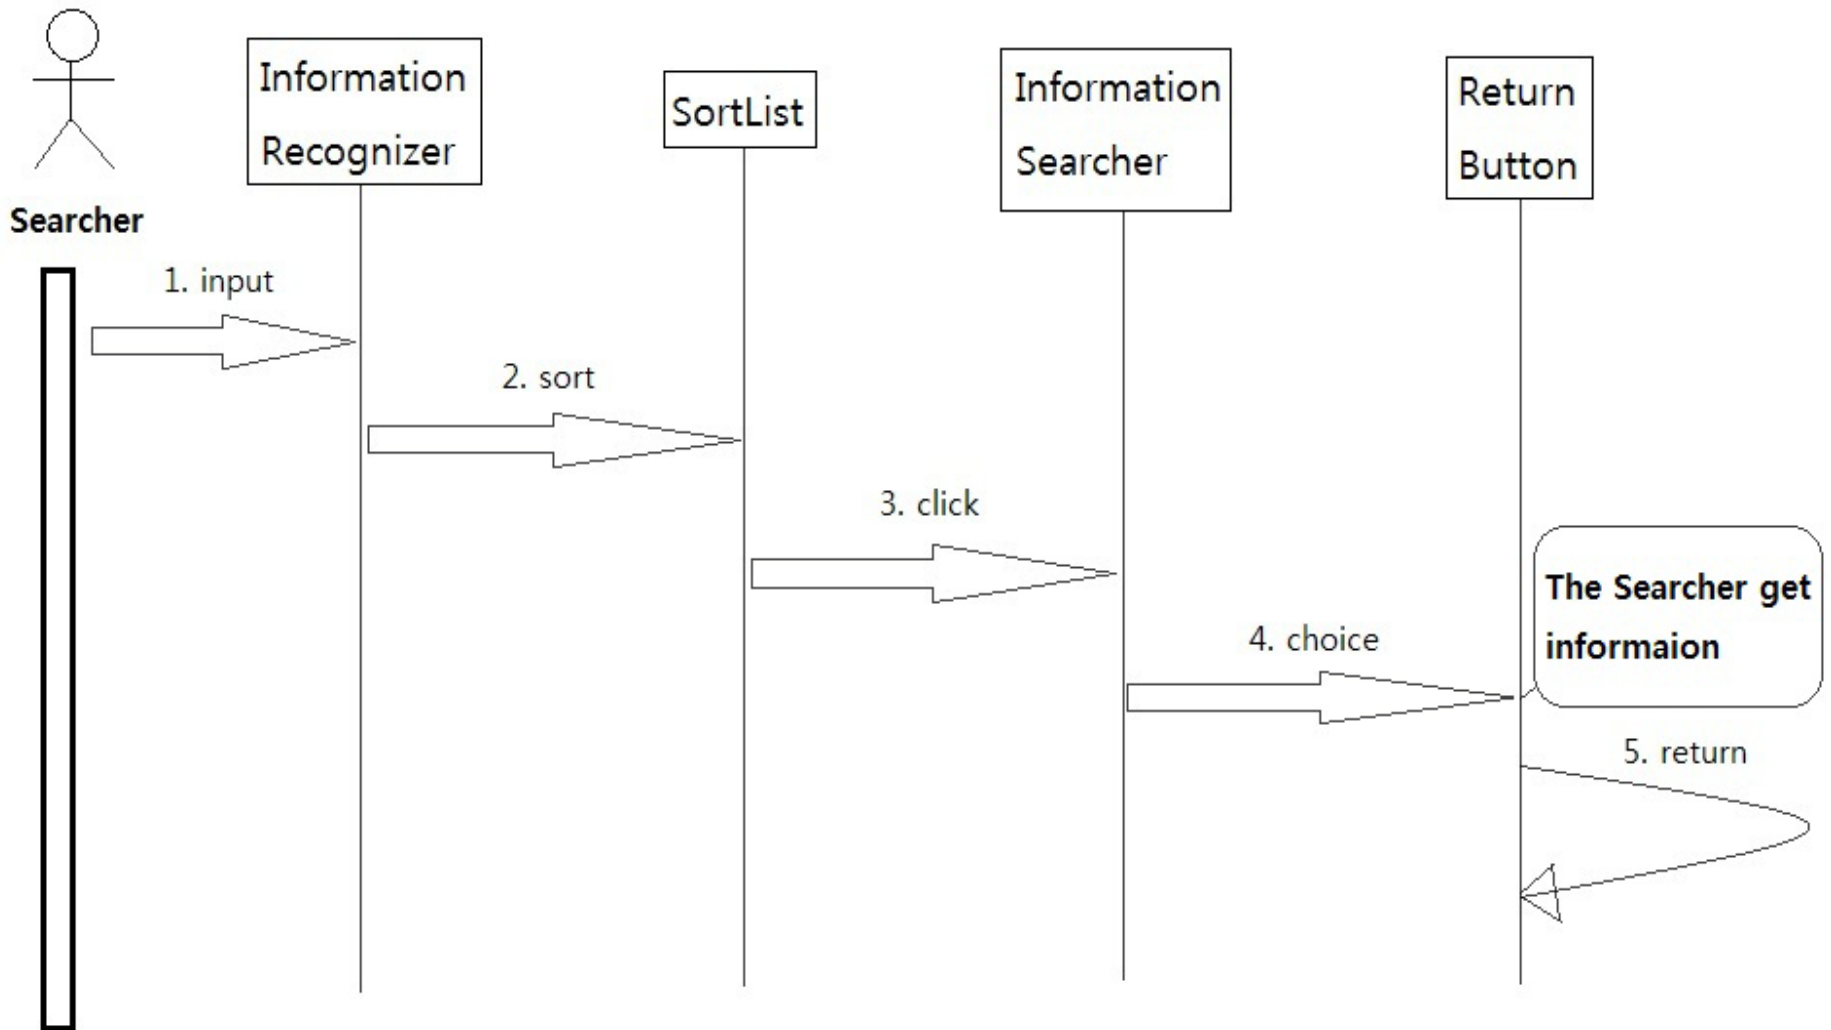 Information
Recognizer
SortList
Information
Searcher
Return
Button
Searcher
1. input
2. sort
3. click
4. choice
The Searcher get
informaion
5. return